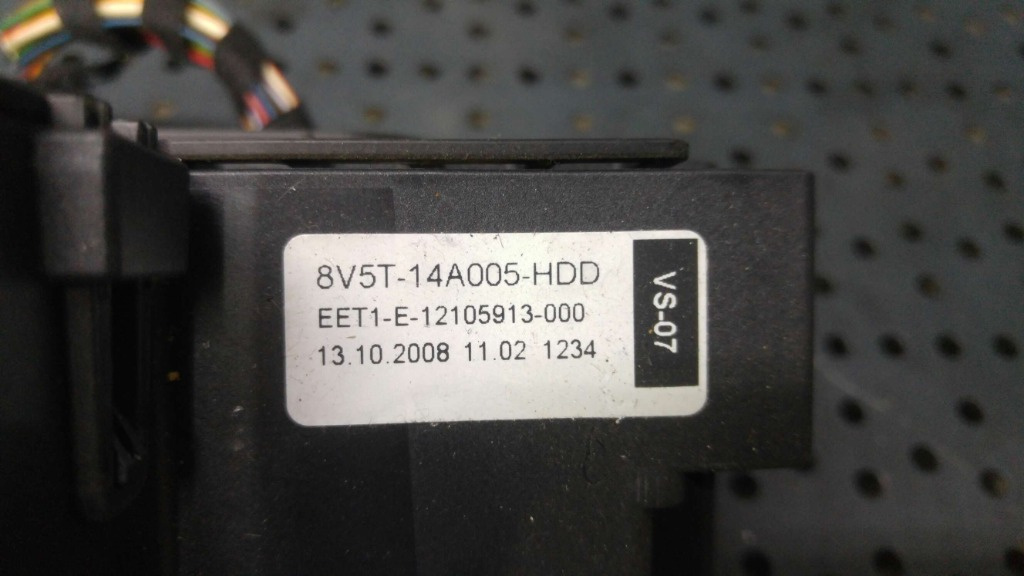 8V5T-14A005-HDD
EET1-E-12105913-000
13.10.2008 11.02 1234
VS-07